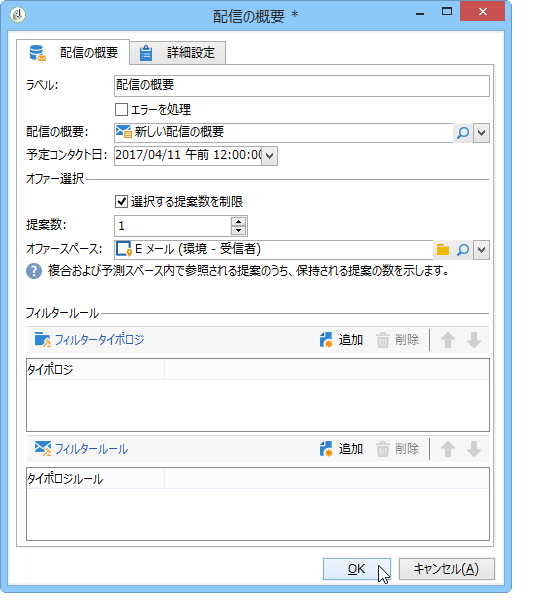 配信の概要 *
配信の概要 詳細設定
ラベル: 配信の概要
エラーを処理
配信の概要: 新しい配信の概要
予定コンタクト日: 2017/04/11 午前 12:00:00
オファー選択
選択する提案数を制限
提案数: 1
オファースペース: E メール (環境 - 受信者)
複合および予測スペース内で参照される提案のうち、保持される提案の数を示します。
フィルタールール
フィルタータイポロジ 追加 削除
タイポロジ
フィルタールール 追加 削除
タイポロジルール
OK キャンセル(A)